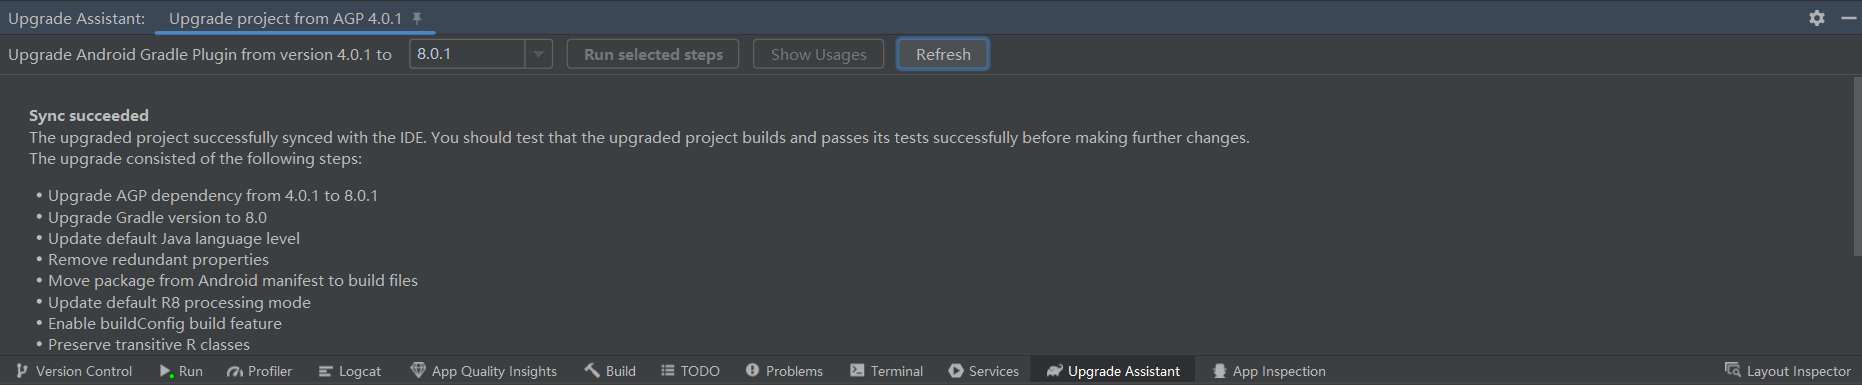 Upgrade Assistant: Upgrade project from AGP 4.0.1
Upgrade Android Gradle Plugin from version 4.0.1 to 8.0.1 Run selected steps Show Usages Refresh
Sync succeeded
The upgraded project successfully synced with the IDE. You should test that the upgraded project builds and passes its tests successfully before making further changes.
The upgrade consisted of the following steps:
• Upgrade AGP dependency from 4.0.1 to 8.0.1
• Upgrade Gradle version to 8.0
• Update default Java language level
• Remove redundant properties
• Move package from Android manifest to build files
• Update default R8 processing mode
• Enable buildConfig build feature
• Preserve transitive R classes
Version Control Run Profiler Logcat App Quality Insights Build TODO Problems Terminal Services Upgrade Assistant App Inspection Layout Inspector